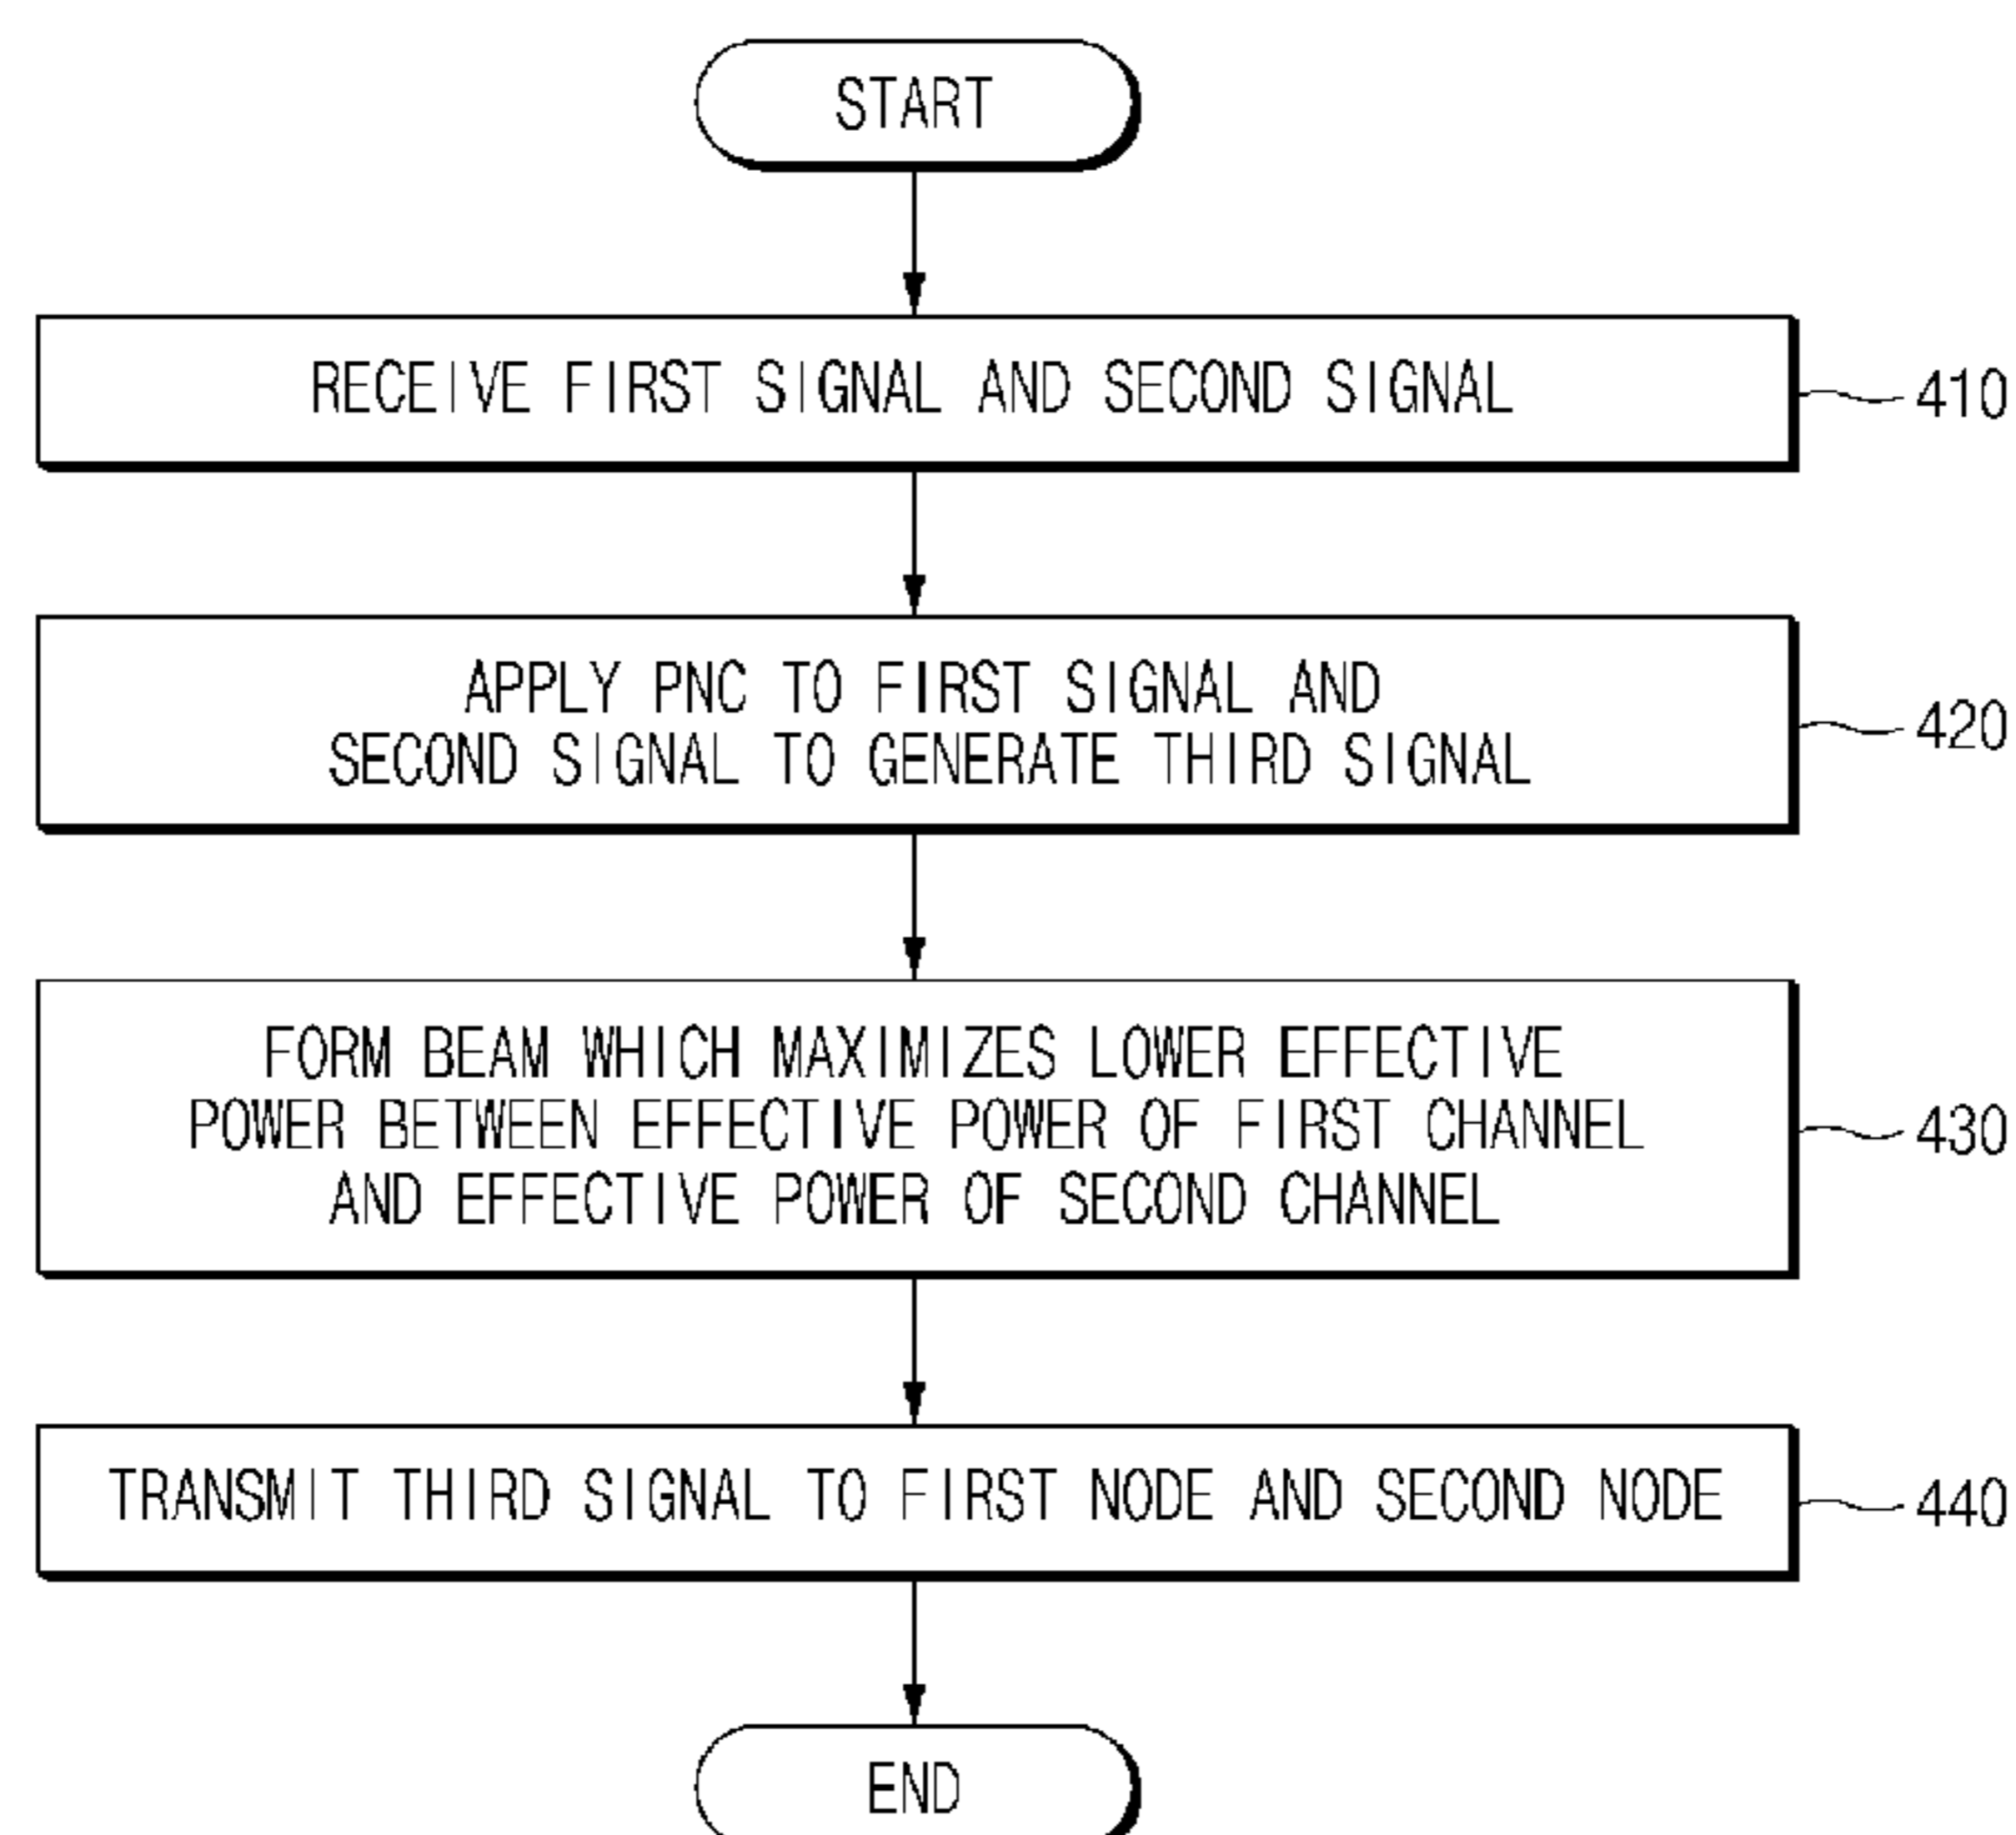 START
RECEIVE FIRST SIGNAL AND SECOND SIGNAL
410
APPLY PNC TO FIRST SIGNAL AND
SECOND SIGNAL TO GENERATE THIRD SIGNAL
420
FORM BEAM WHICH MAXIMIZES LOWER EFFECTIVE
POWER BETWEEN EFFECTIVE POWER OF FIRST CHANNEL
AND EFFECTIVE POWER OF SECOND CHANNEL
430
TRANSMIT THIRD SIGNAL TO FIRST NODE AND SECOND NODE
440
END